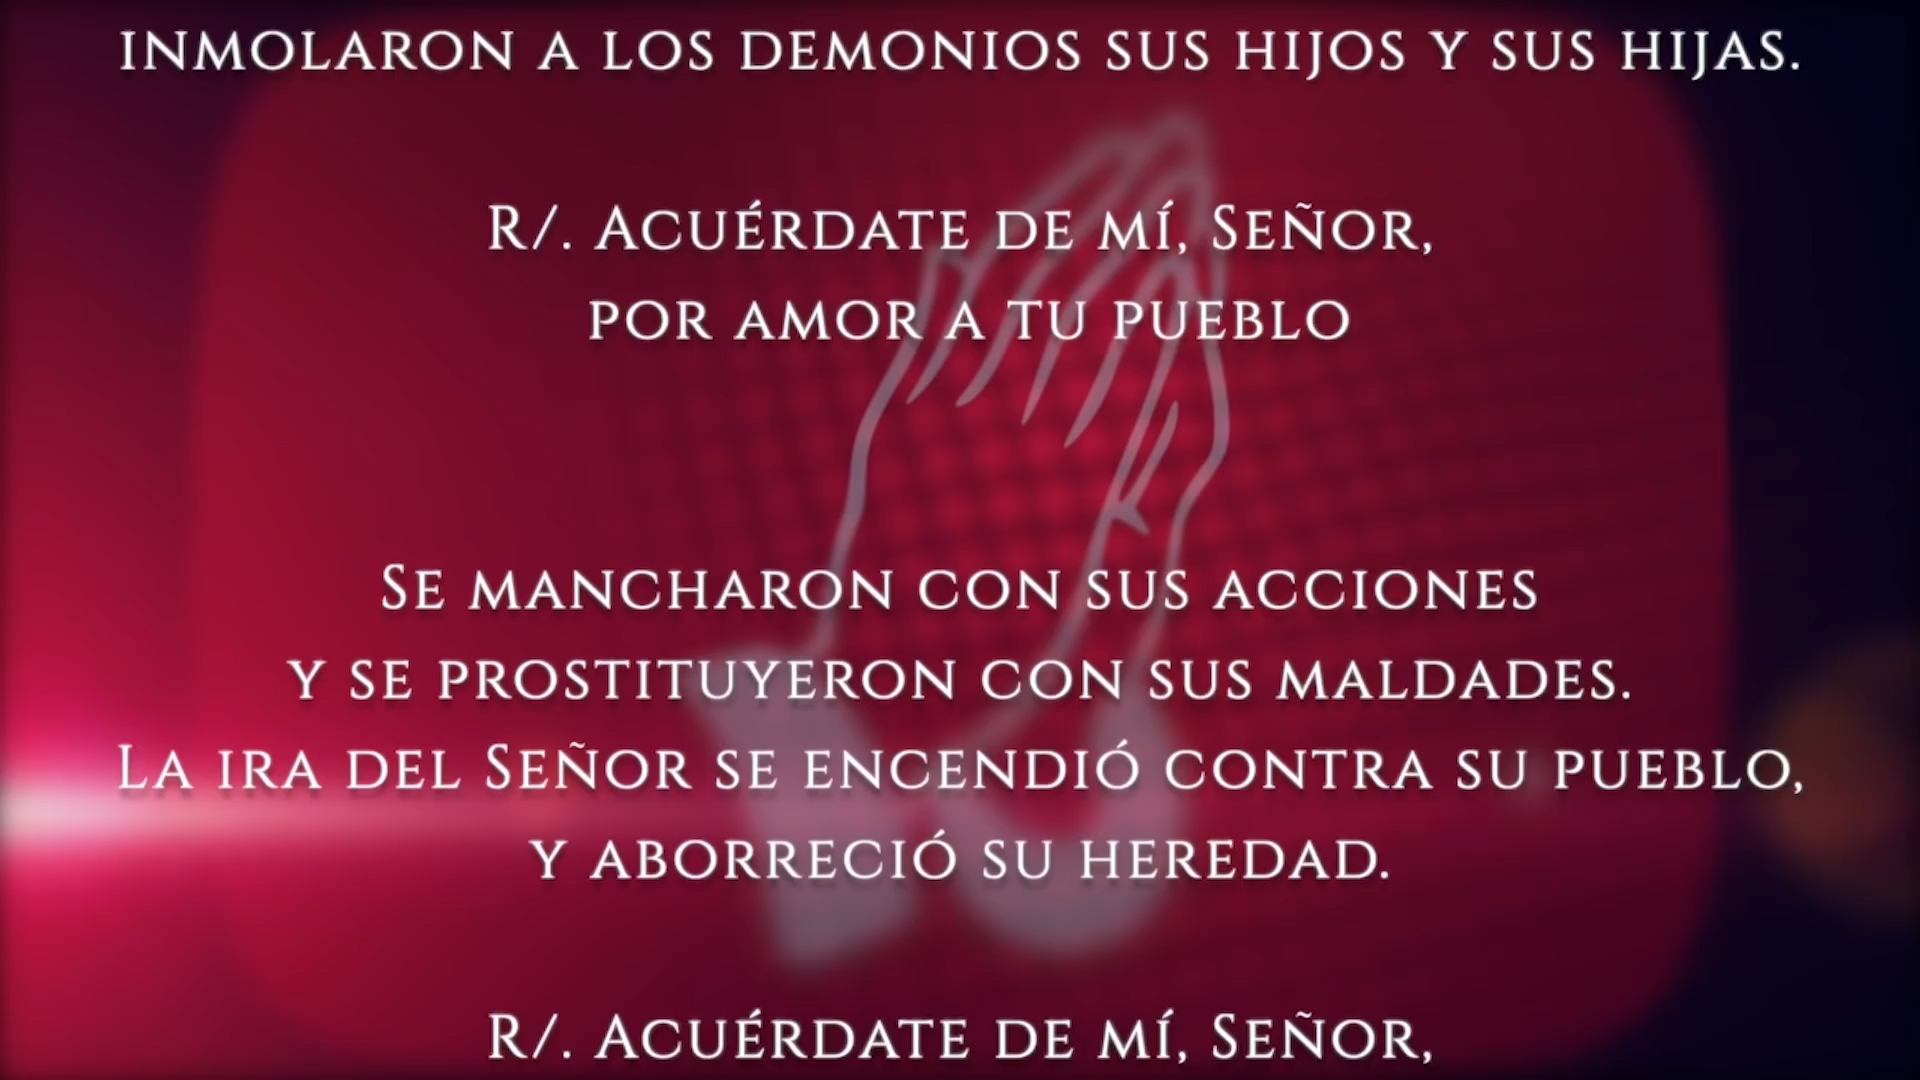 inmolaron a los demonios sus hijos y sus hijas.
R/. Acuérdate de mí, Señor,
por amor a tu pueblo
Se mancharon con sus acciones
y se prostituyeron con sus maldades.
La ira del Señor se encendió contra su pueblo,
y aborreció su heredad.
R/. Acuérdate de mí, Señor,